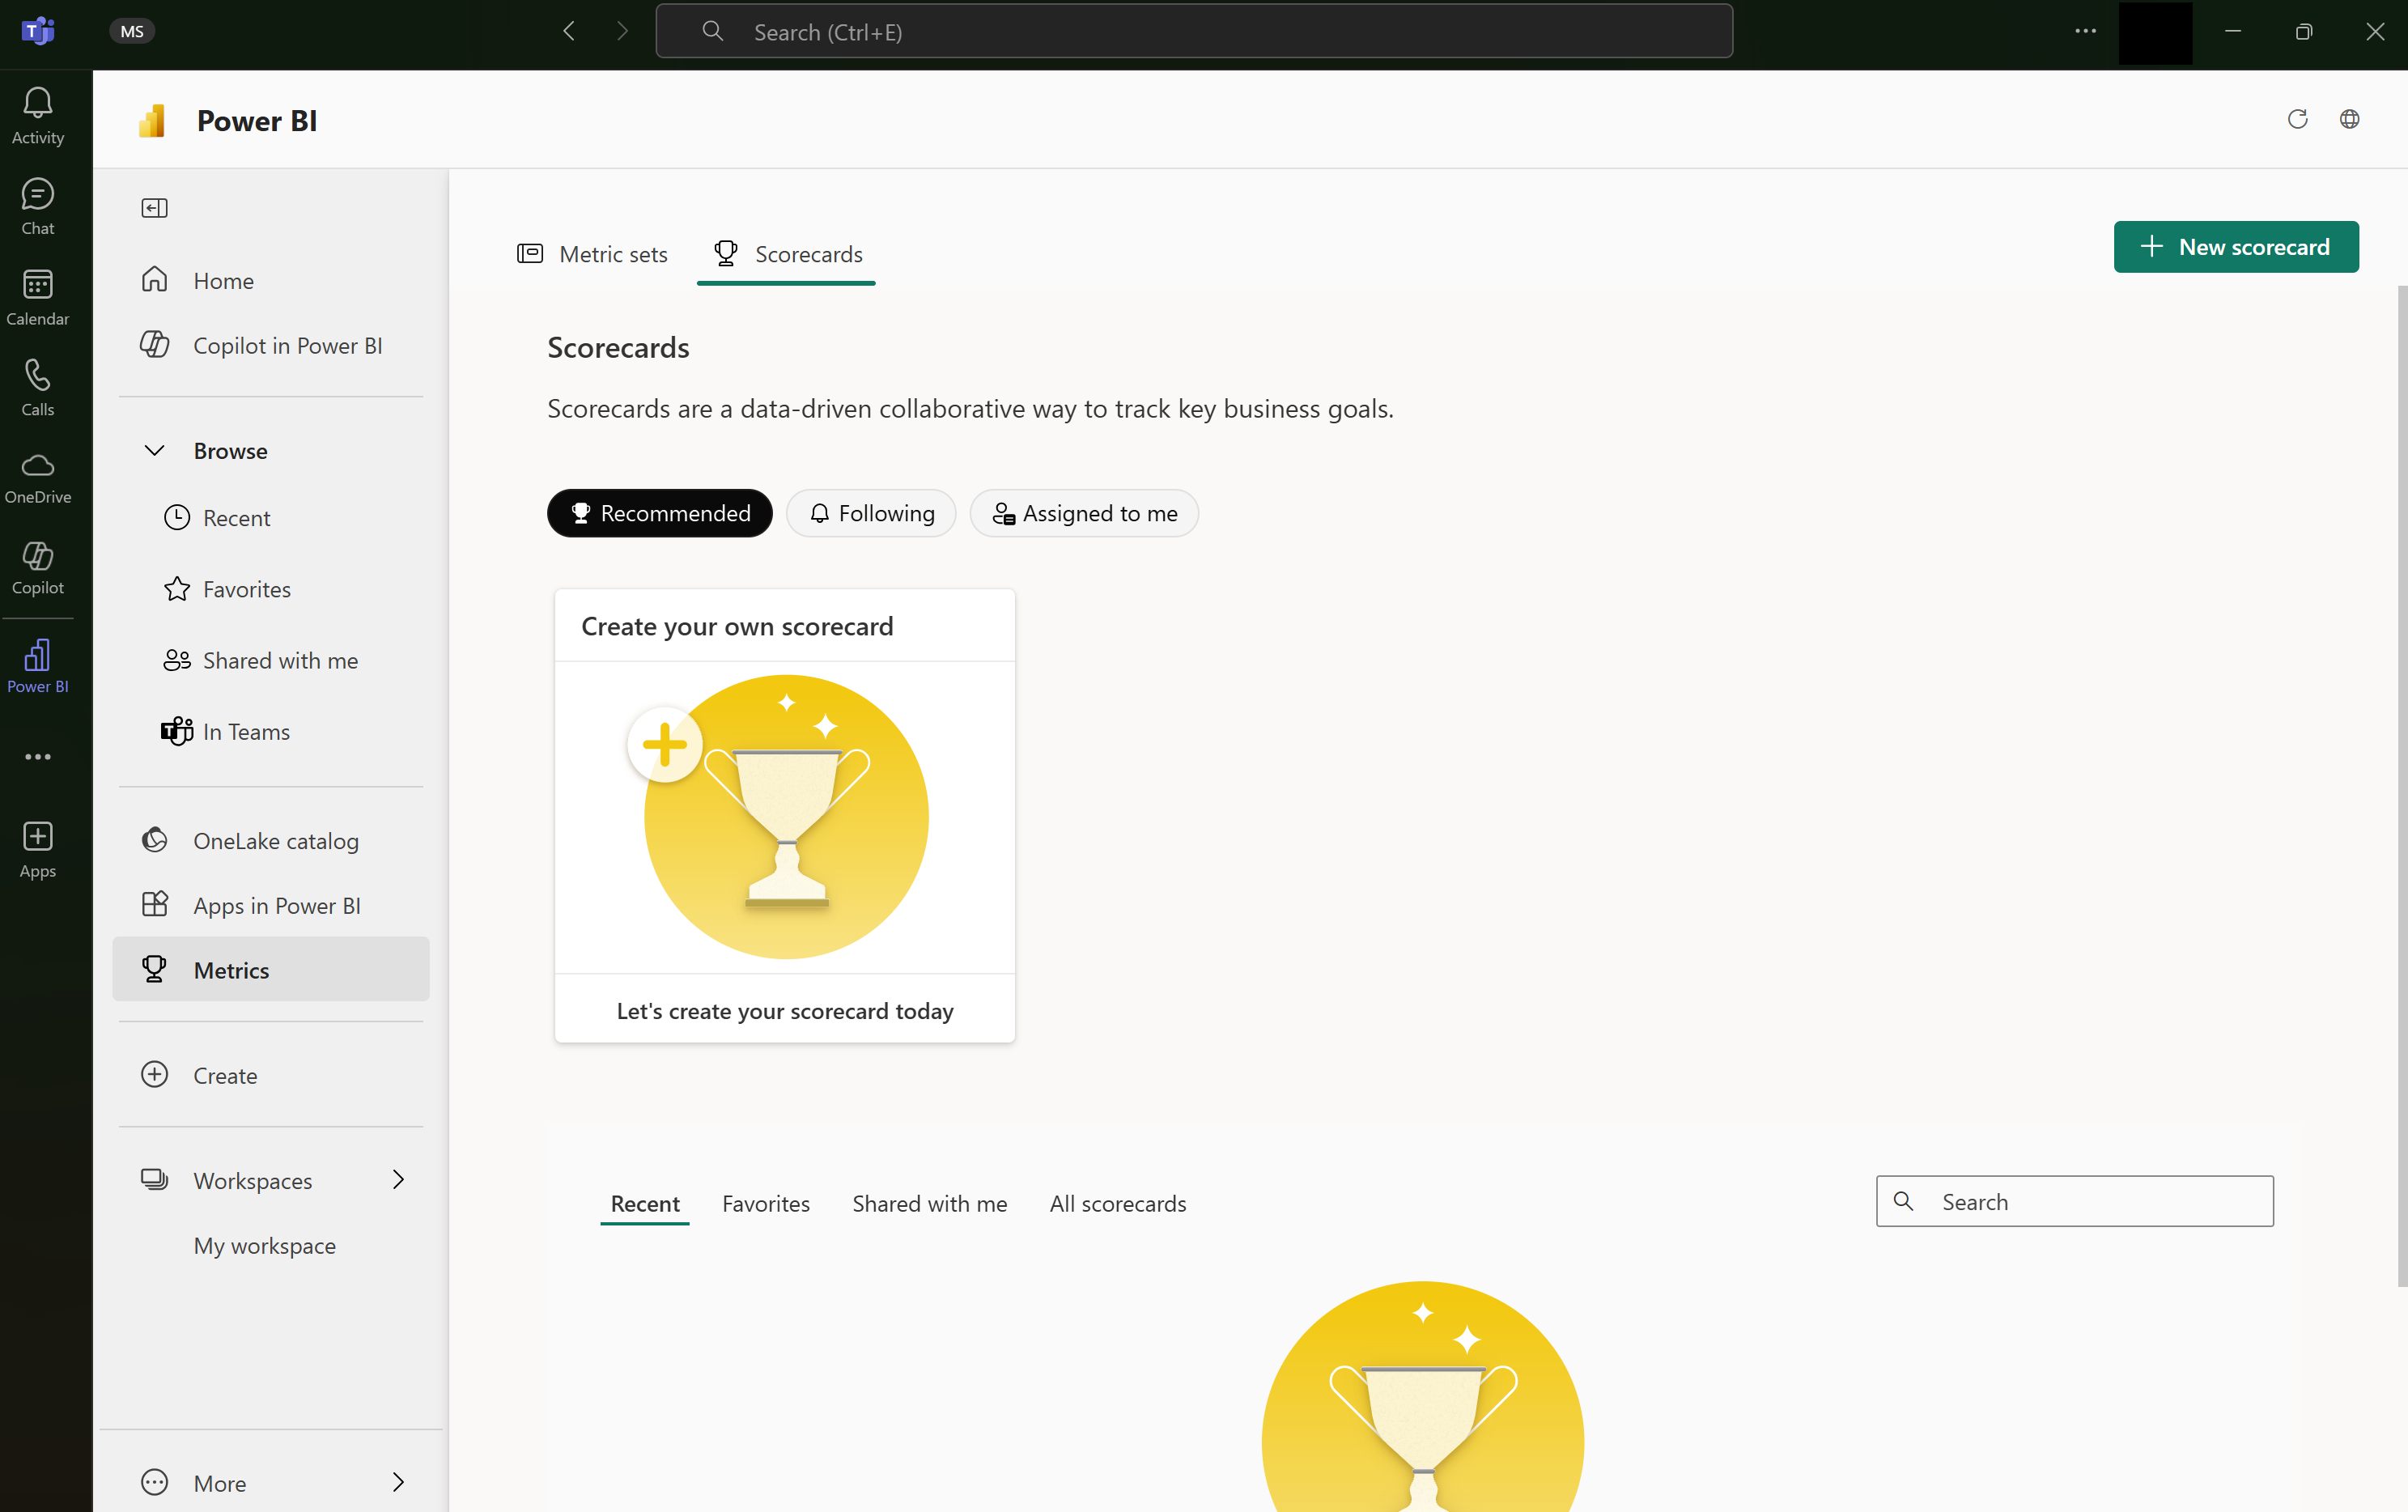 MS
Search (Ctrl+E)
Activity
Chat
Calendar
Calls
OneDrive
Copilot
Power BI
Apps
Power BI
Home
Copilot in Power BI
Browse
Recent
Favorites
Shared with me
In Teams
OneLake catalog
Apps in Power BI
Metrics
Create
Workspaces
My workspace
More
Metric sets
Scorecards
New scorecard
Scorecards
Scorecards are a data-driven collaborative way to track key business goals.
Recommended
Following
Assigned to me
Create your own scorecard
Let's create your scorecard today
Recent
Favorites
Shared with me
All scorecards
Search